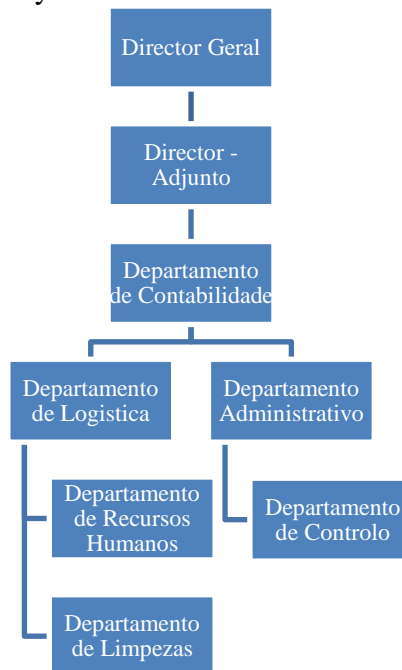 Director Geral
Director -
Adjunto
Departamento
de Contabilidade
Departamento
de Logistica
Departamento
Administrativo
Departamento
de Recursos
Humanos
Departamento
de Controlo
Departamento
de Limpezas